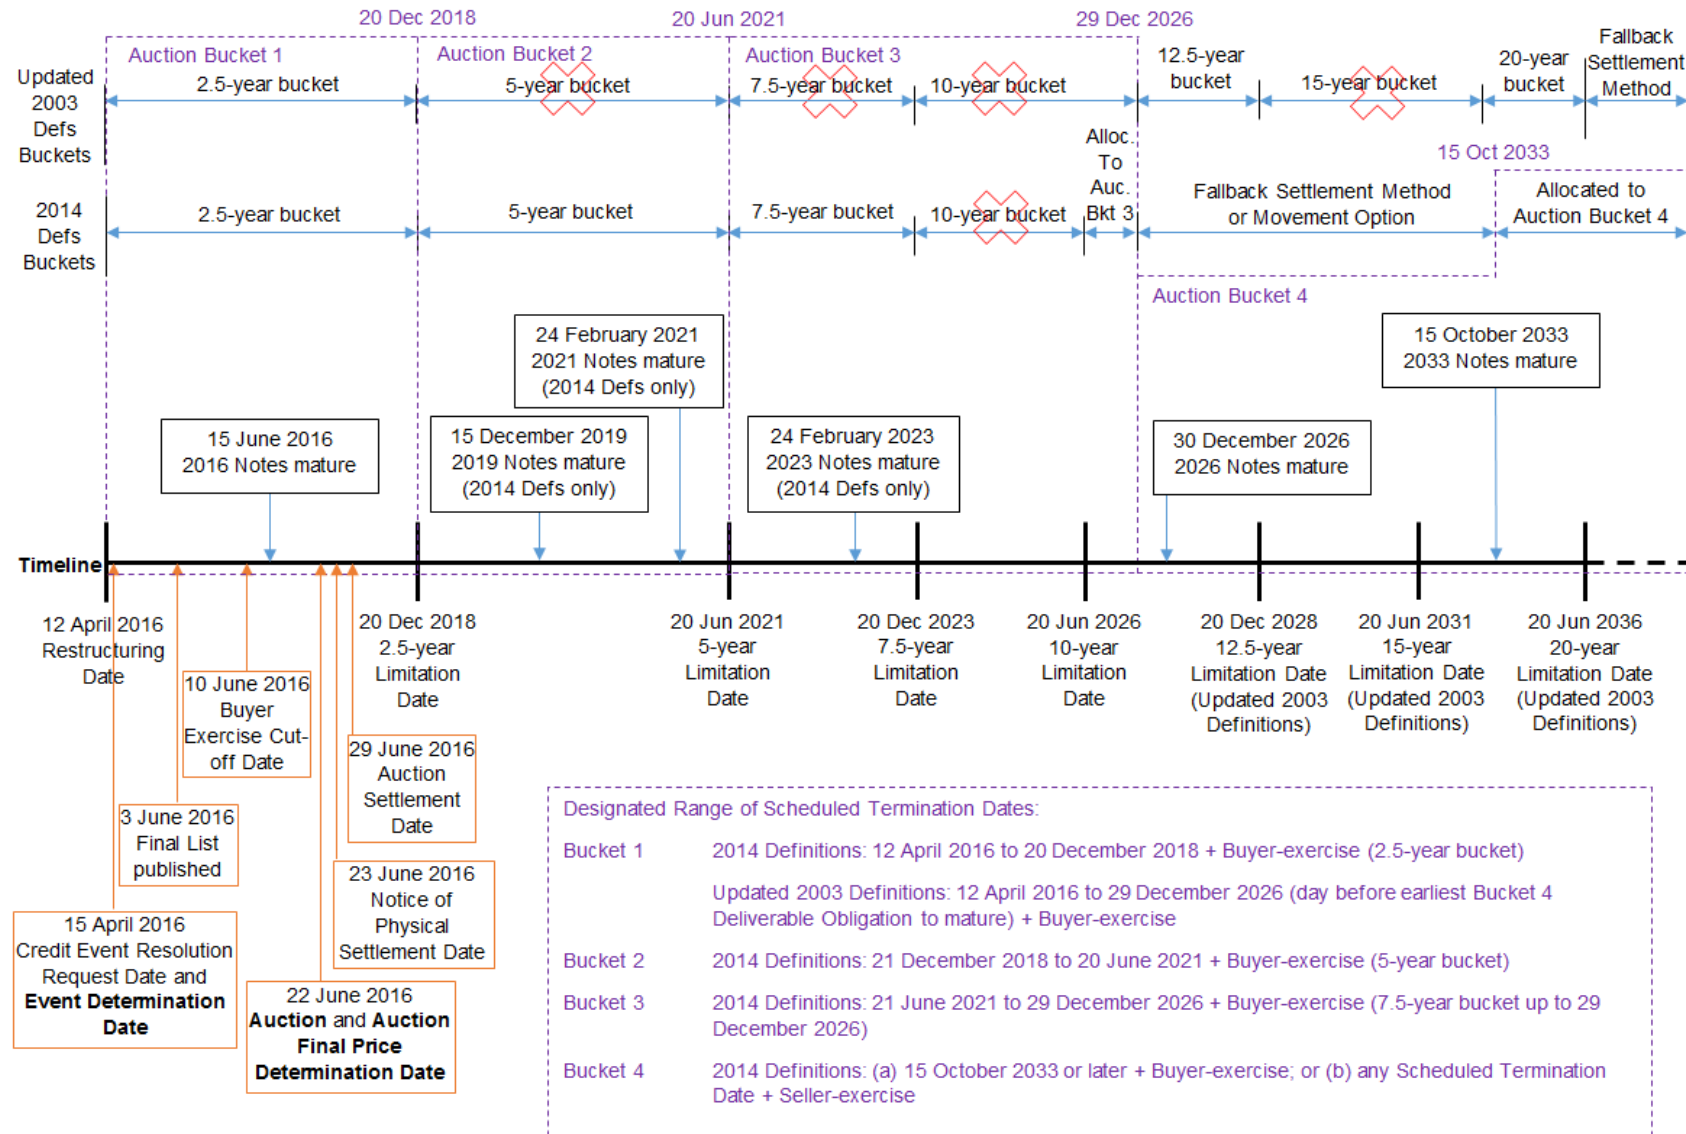 20 Dec 2018
20 Jun 2021
29 Dec 2026
Auction Bucket 1
Auction Bucket 2
Auction Bucket 3
Updated
2003
Defs
Buckets
2.5-year bucket
5-year bucket
7.5-year bucket
10-year bucket
12.5-year
bucket
15-year bucket
20-year
bucket
Fallback
Settlement
Method
15 Oct 2033
2014
Defs
Buckets
2.5-year bucket
5-year bucket
7.5-year bucket
10-year bucket
Alloc.
To
Auc.
Bkt 3
Fallback Settlement Method
or Movement Option
Allocated to
Auction Bucket 4
Auction Bucket 4
15 June 2016
2016 Notes mature
15 December 2019
2019 Notes mature
(2014 Defs only)
24 February 2021
2021 Notes mature
(2014 Defs only)
24 February 2023
2023 Notes mature
(2014 Defs only)
30 December 2026
2026 Notes mature
15 October 2033
2033 Notes mature
Timeline
12 April 2016
Restructuring
Date
20 Dec 2018
2.5-year
Limitation
Date
20 Jun 2021
5-year
Limitation
Date
20 Dec 2023
7.5-year
Limitation
Date
20 Jun 2026
10-year
Limitation
Date
20 Dec 2028
12.5-year
Limitation Date
(Updated 2003
Definitions)
20 Jun 2031
15-year
Limitation Date
(Updated 2003
Definitions)
20 Jun 2036
20-year
Limitation Date
(Updated 2003
Definitions)
10 June 2016
Buyer
Exercise Cut-
off Date
29 June 2016
Auction
Settlement
Date
3 June 2016
Final List
published
23 June 2016
Notice of
Physical
Settlement Date
15 April 2016
Credit Event Resolution
Request Date and
Event Determination
Date
22 June 2016
Auction and Auction
Final Price
Determination Date
Designated Range of Scheduled Termination Dates:
Bucket 1
2014 Definitions: 12 April 2016 to 20 December 2018 + Buyer-exercise (2.5-year bucket)
Updated 2003 Definitions: 12 April 2016 to 29 December 2026 (day before earliest Bucket 4
Deliverable Obligation to mature) + Buyer-exercise
Bucket 2
2014 Definitions: 21 December 2018 to 20 June 2021 + Buyer-exercise (5-year bucket)
Bucket 3
2014 Definitions: 21 June 2021 to 29 December 2026 + Buyer-exercise (7.5-year bucket up to 29
December 2026)
Bucket 4
2014 Definitions: (a) 15 October 2033 or later + Buyer-exercise; or (b) any Scheduled Termination
Date + Seller-exercise